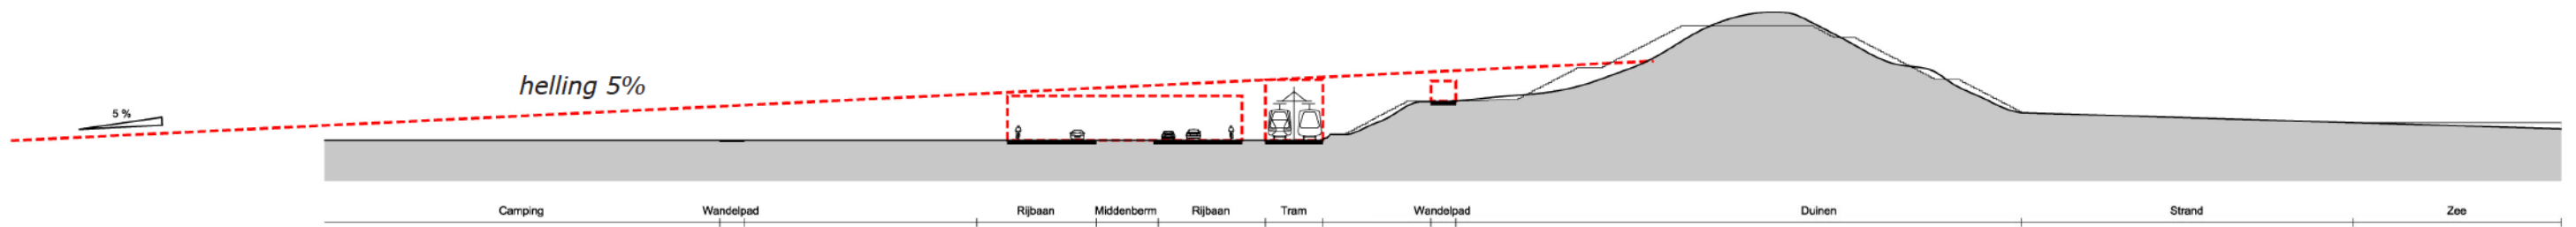 helling 5%
5 %
Camping
Wandelpad
Rijbaan
Middenberm
Rijbaan
Tram
Wandelpad
Duinen
Strand
Zee